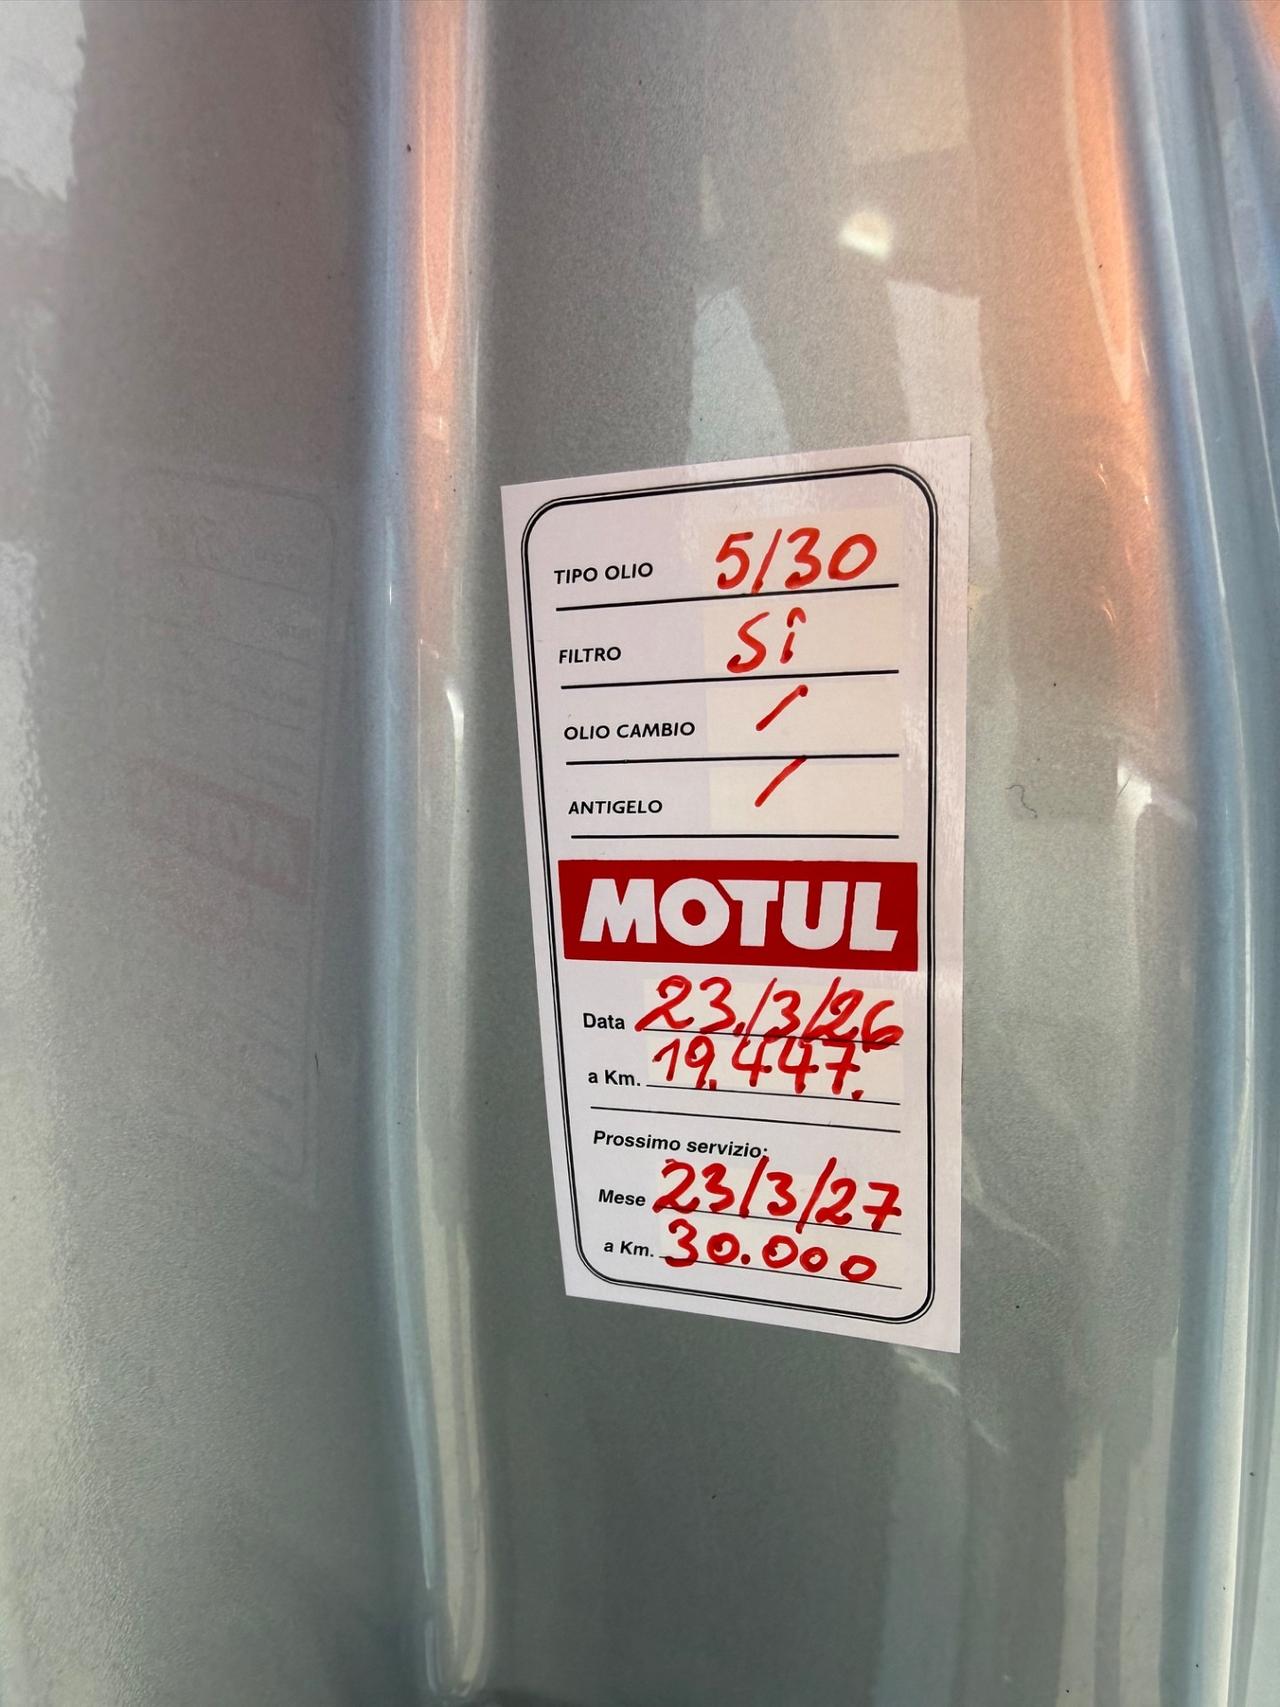 TIPO OLIO 5/30
FILTRO Sì
OLIO CAMBIO /
ANTIGELO /
MOTUL
Data 23/3/26
a Km. 19.447.
Prossimo servizio:
Mese 23/3/27
a Km. 30.000